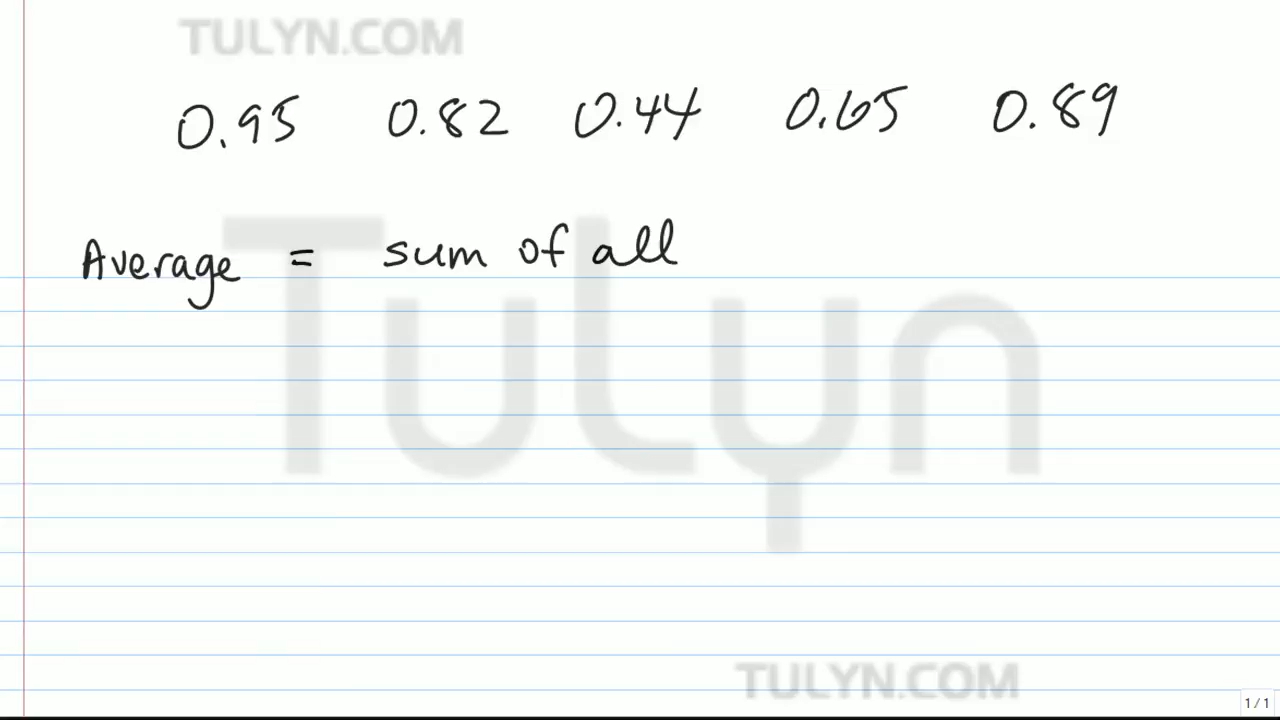 TULYN.COM
0.95 0.82 0.44 0.65 0.89
Average = sum of all
TuLyn
TULYN.COM
1 / 1